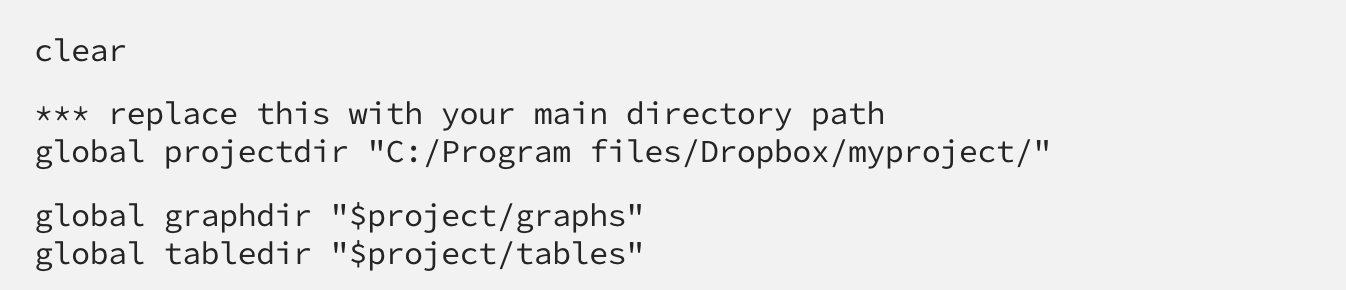 clear
*** replace this with your main directory path
global projectdir "C:/Program files/Dropbox/myproject/"
global graphdir "$project/graphs"
global tabledir "$project/tables"